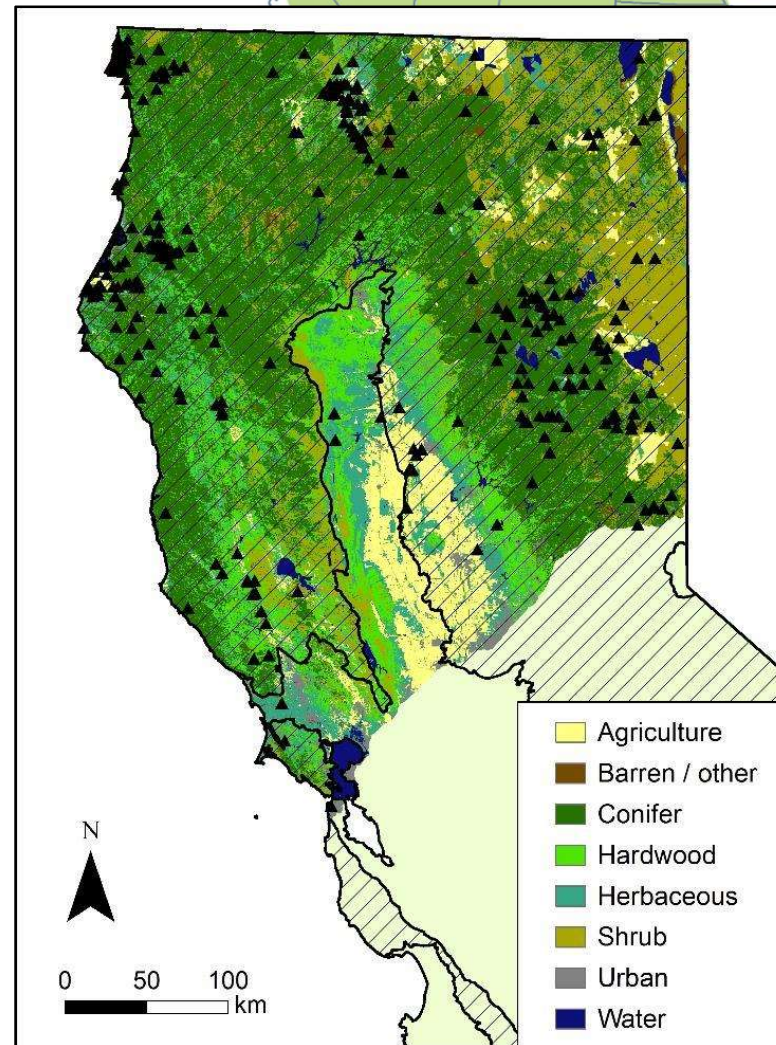 N
0 50 100
km
Agriculture
Barren / other
Conifer
Hardwood
Herbaceous
Shrub
Urban
Water